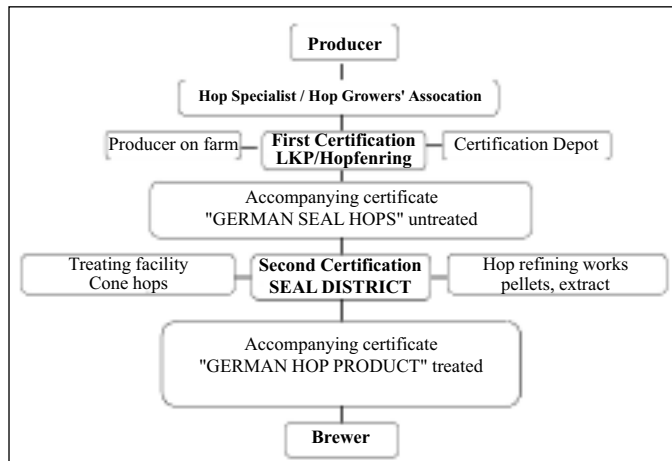 Producer
Hop Specialist / Hop Growers' Assocation
Producer on farm
First Certification
LKP/Hopfenring
Certification Depot
Accompanying certificate
"GERMAN SEAL HOPS" untreated
Treating facility
Cone hops
Second Certification
SEAL DISTRICT
Hop refining works
pellets, extract
Accompanying certificate
"GERMAN HOP PRODUCT" treated
Brewer